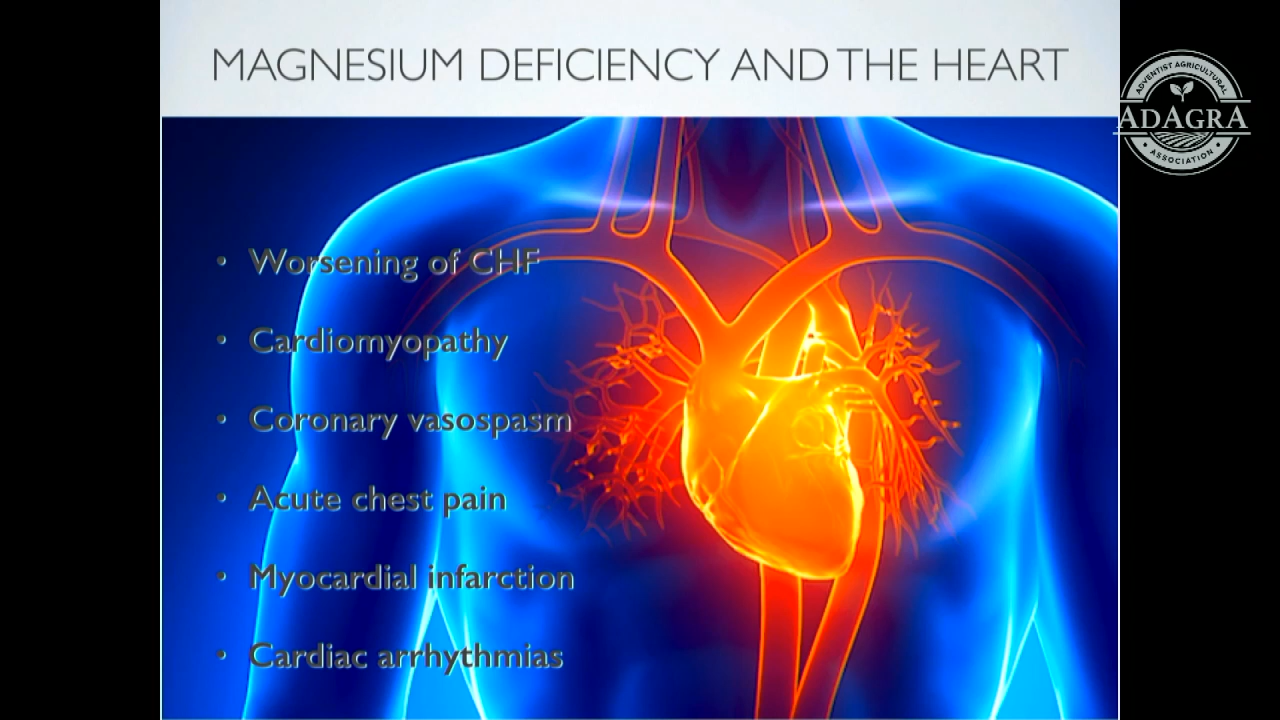 MAGNESIUM DEFICIENCY AND THE HEART
ADVENTIST AGRICULTURAL
ADAGRA
• ASSOCIATION •
• Worsening of CHF
• Cardiomyopathy
• Coronary vasospasm
• Acute chest pain
• Myocardial infarction
• Cardiac arrhythmias